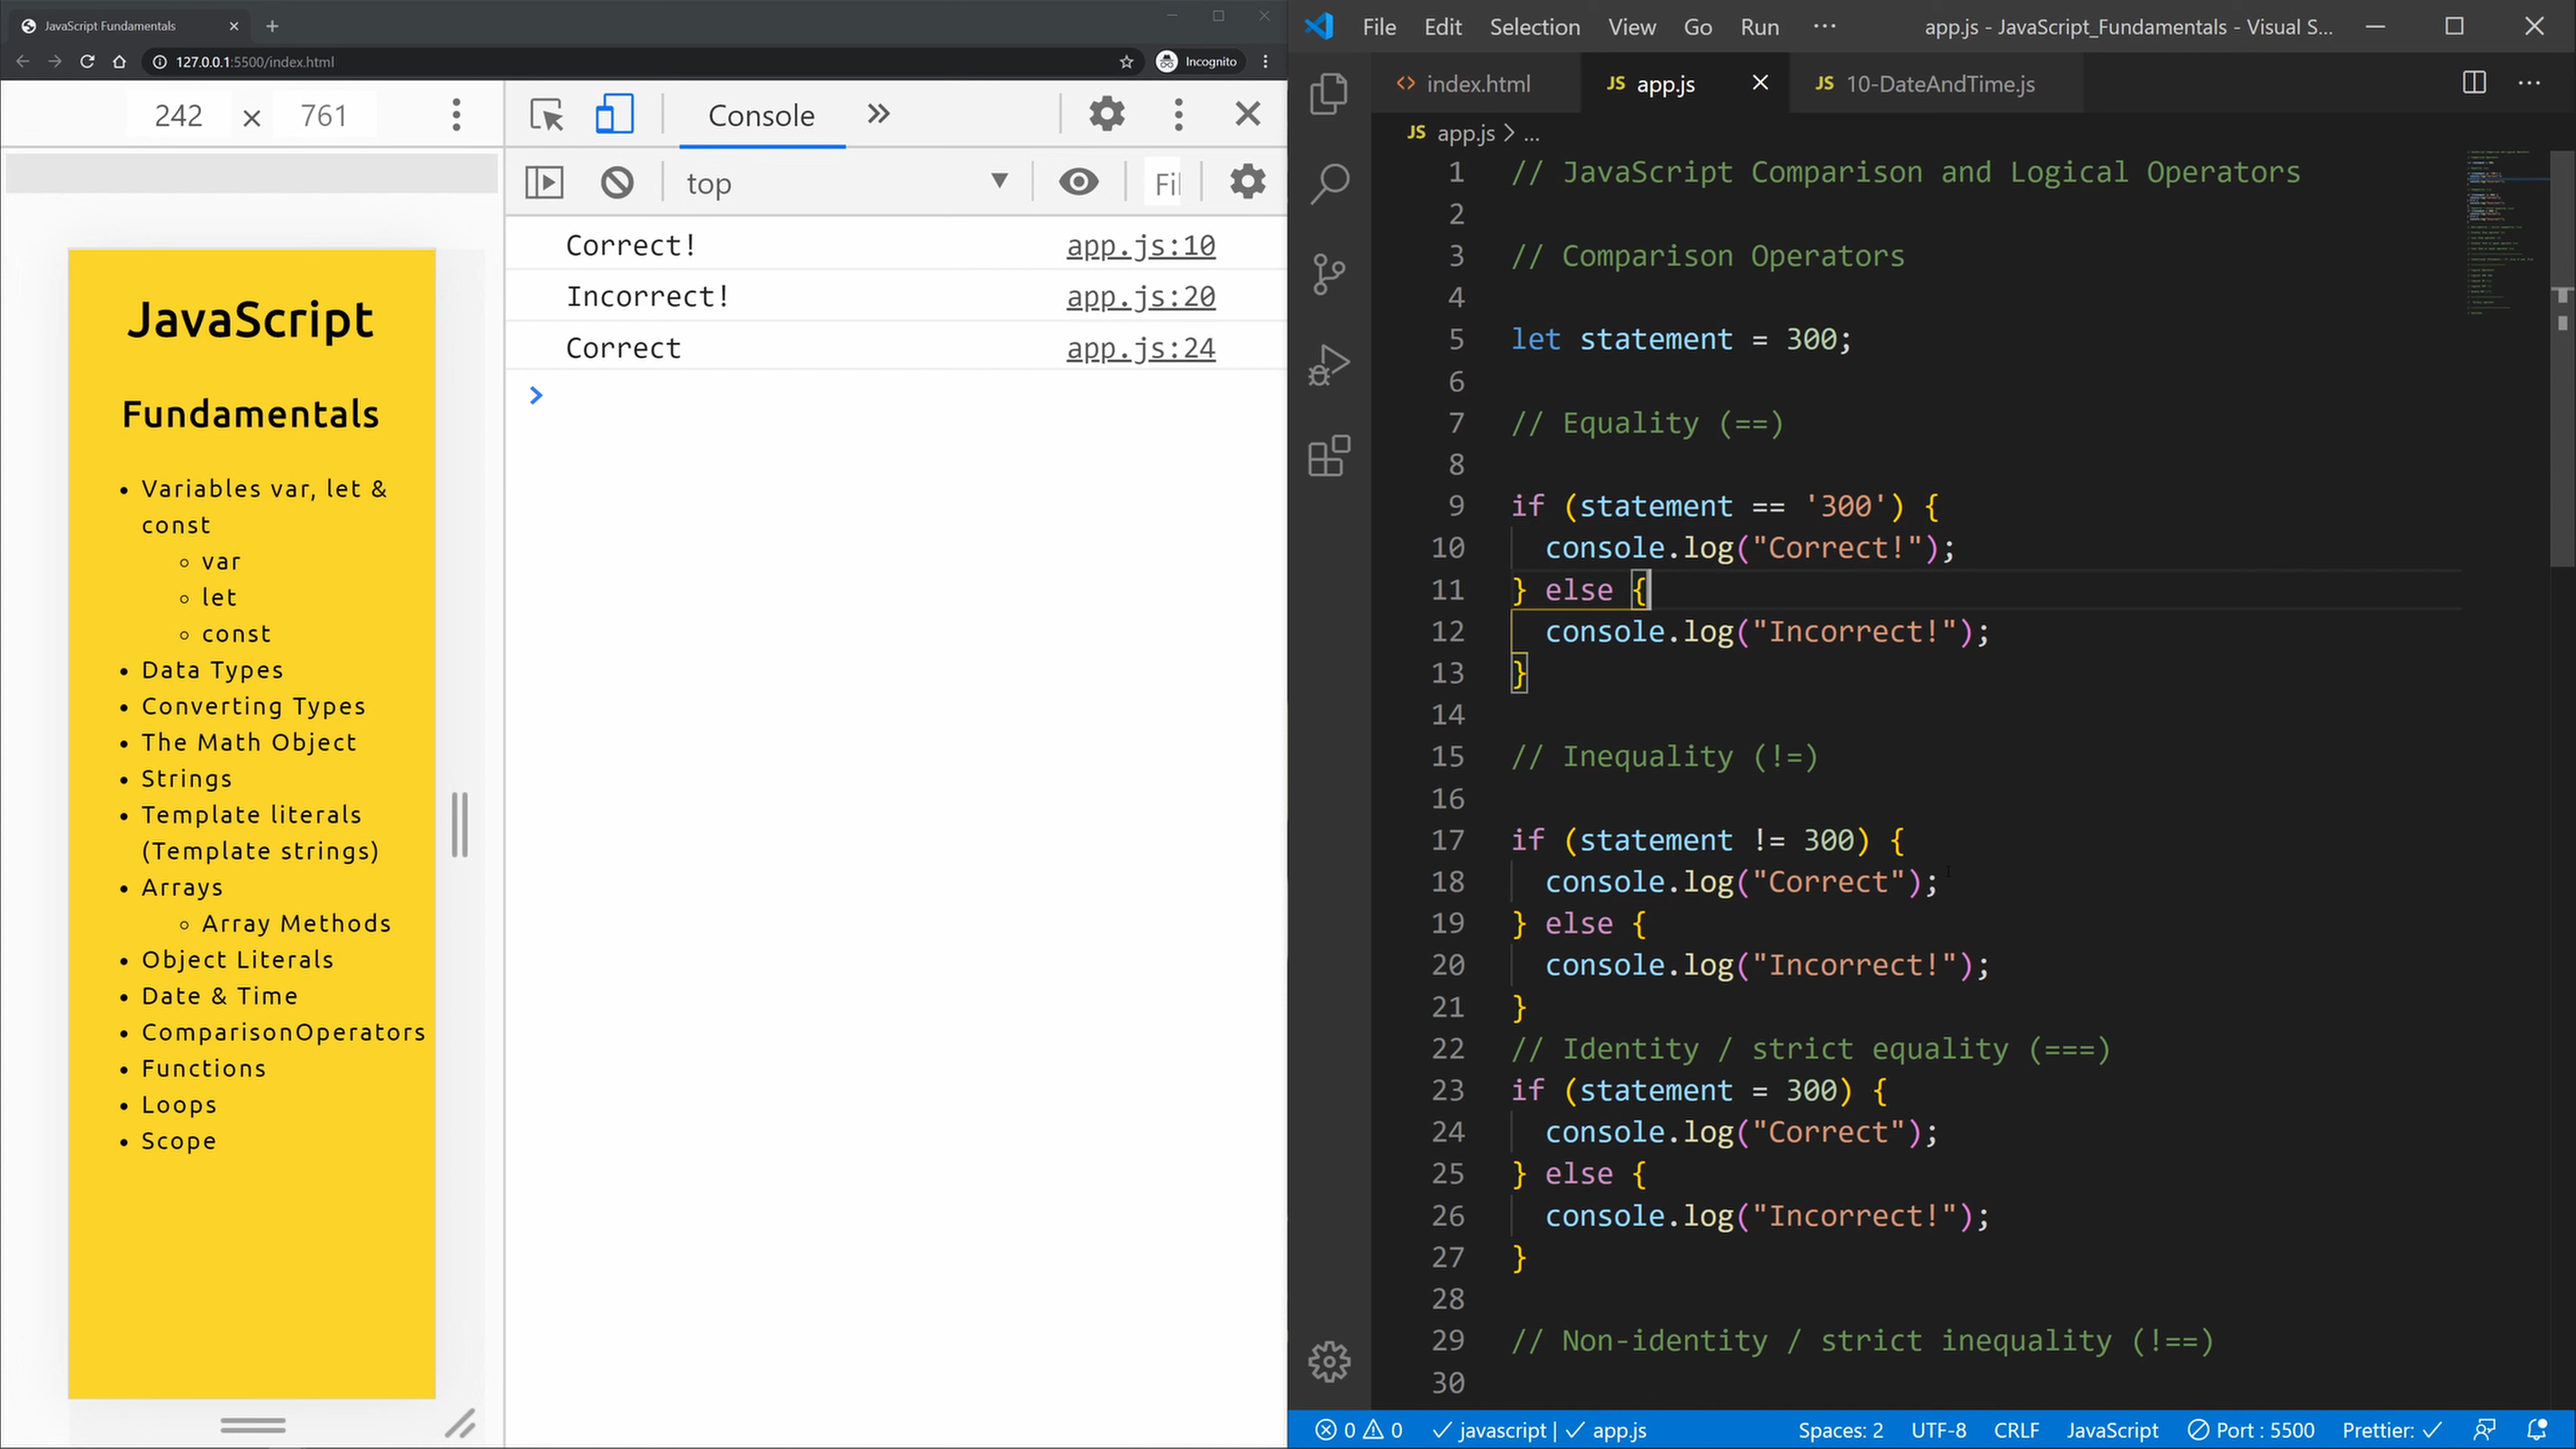 JavaScript Fundamentals
127.0.0.1:5500/index.html
Incognito
242 × 761
Console
top
Fil
Correct! app.js:10
Incorrect! app.js:20
Correct app.js:24
JavaScript
Fundamentals
Variables var, let &
const
var
let
const
Data Types
Converting Types
The Math Object
Strings
Template literals
(Template strings)
Arrays
Array Methods
Object Literals
Date & Time
ComparisonOperators
Functions
Loops
Scope
File Edit Selection View Go Run ··· app.js - JavaScript_Fundamentals - Visual S...
<> index.html JS app.js JS 10-DateAndTime.js
JS app.js > ...
1 // JavaScript Comparison and Logical Operators
2
3 // Comparison Operators
4
5 let statement = 300;
6
7 // Equality (==)
8
9 if (statement == '300') {
10 console.log("Correct!");
11 } else {
12 console.log("Incorrect!");
13 }
14
15 // Inequality (!=)
16
17 if (statement != 300) {
18 console.log("Correct");
19 } else {
20 console.log("Incorrect!");
21 }
22 // Identity / strict equality (===)
23 if (statement = 300) {
24 console.log("Correct");
25 } else {
26 console.log("Incorrect!");
27 }
28
29 // Non-identity / strict inequality (!==)
30
0 0 javascript | app.js Spaces: 2 UTF-8 CRLF JavaScript Port : 5500 Prettier: